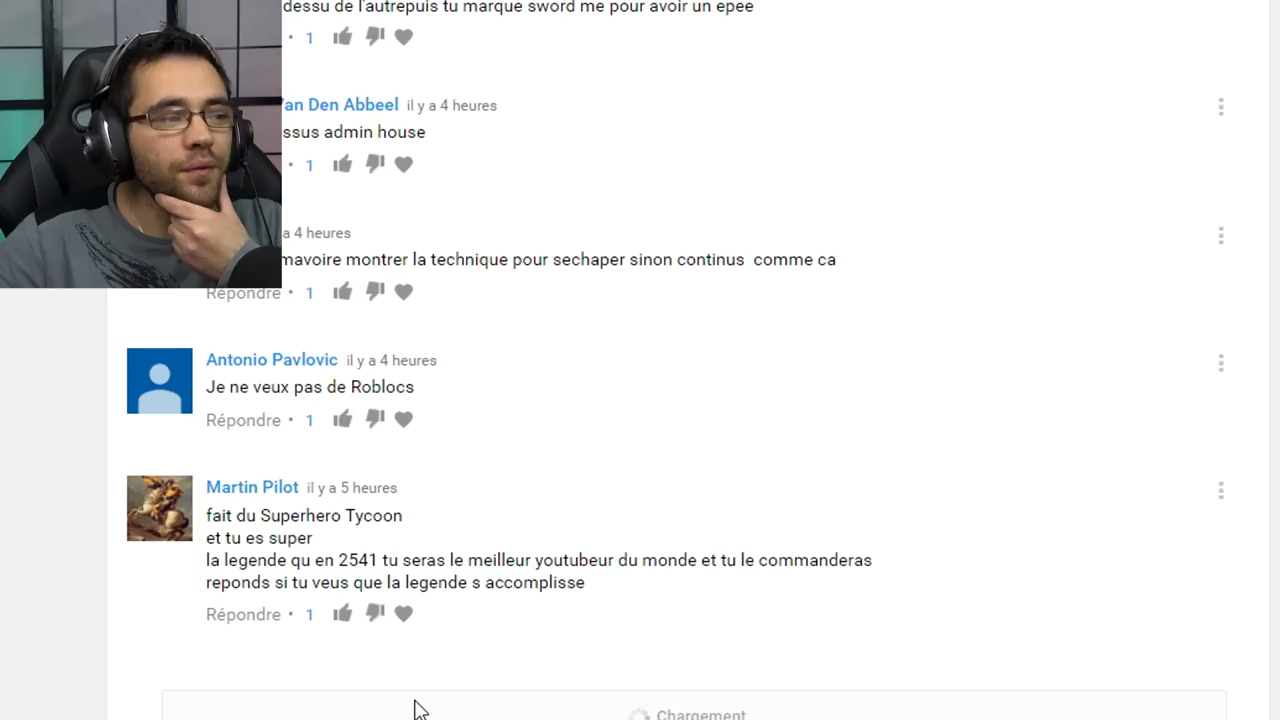 dessu de l'autrepuis tu marque sword me pour avoir un epee
• 1
Van Den Abbeel il y a 4 heures
ssus admin house
• 1
a 4 heures
mavoire montrer la technique pour sechaper sinon continus comme ca
Répondre • 1
Antonio Pavlovic il y a 4 heures
Je ne veux pas de Roblocs
Répondre • 1
Martin Pilot il y a 5 heures
fait du Superhero Tycoon
et tu es super
la legende qu en 2541 tu seras le meilleur youtubeur du monde et tu le commanderas
reponds si tu veus que la legende s accomplisse
Répondre • 1
Chargement